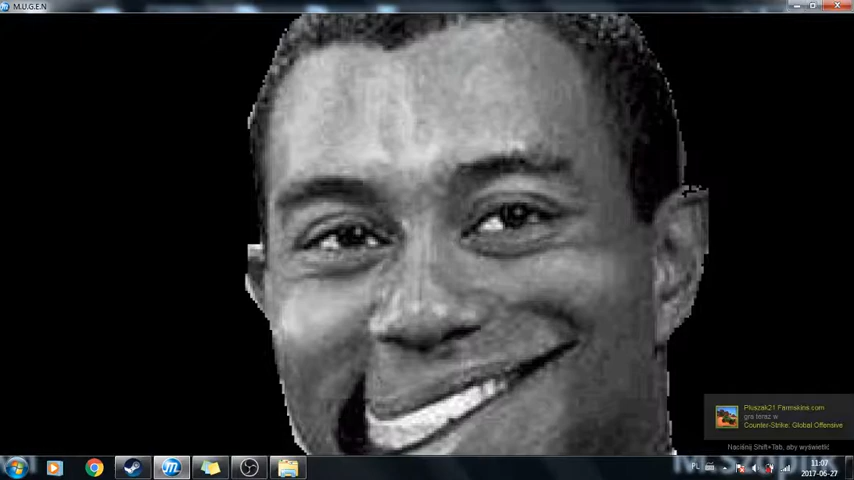 M.U.G.E.N
Pluszak21 Farmskins.com
gra teraz w
Counter-Strike: Global Offensive
Naciśnij Shift+Tab, aby wyświetlić
PL
11:07
2017-06-27